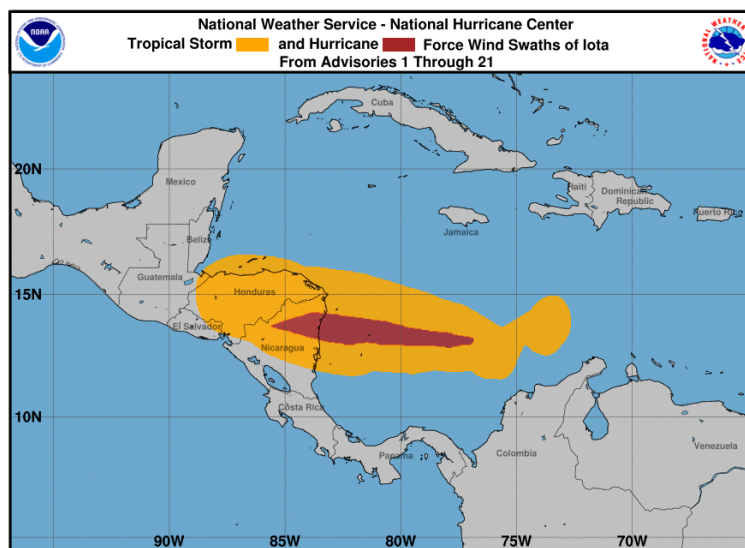 National Weather Service - National Hurricane Center
Tropical Storm and Hurricane Force Wind Swaths of Iota
From Advisories 1 Through 21
NOAA
Cuba
20N
Mexico
Haiti
Dominican
Republic
Puerto Rico
Jamaica
Belize
Guatemala
15N
Honduras
El Salvador
Nicaragua
10N
Costa Rica
Panama
Colombia
Venezuela
90W 85W 80W 75W 70W